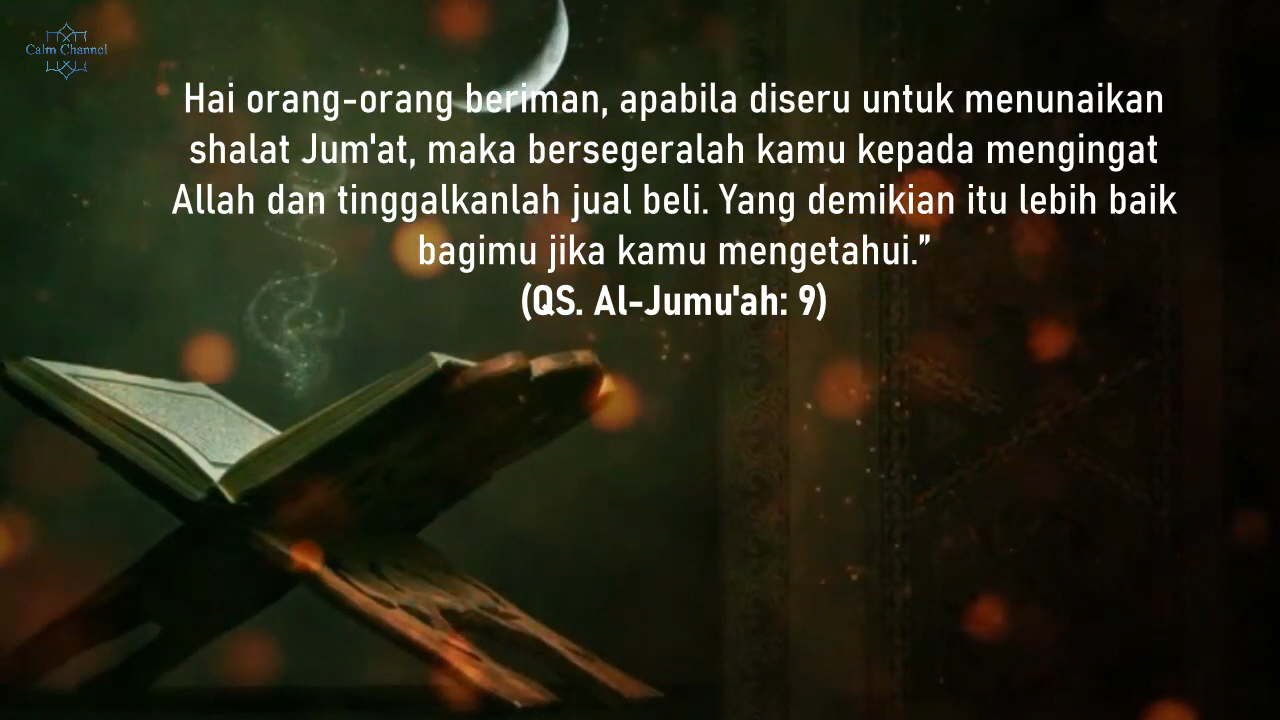 Calm Channel
Hai orang-orang beriman, apabila diseru untuk menunaikan
shalat Jum'at, maka bersegeralah kamu kepada mengingat
Allah dan tinggalkanlah jual beli. Yang demikian itu lebih baik
bagimu jika kamu mengetahui.”
(QS. Al-Jumu'ah: 9)